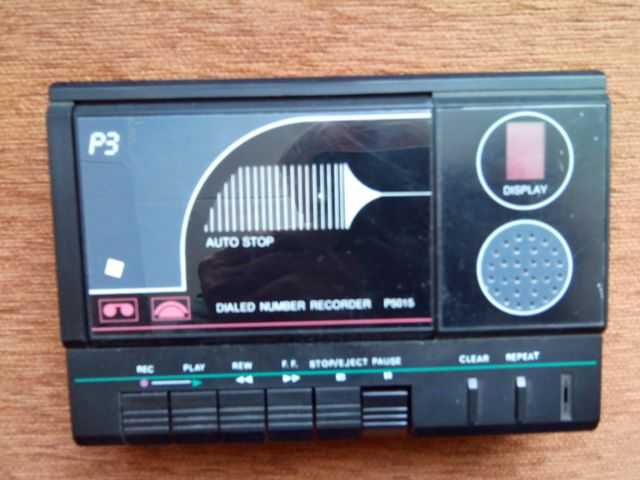 P3
DISPLAY
AUTO STOP
DIALED NUMBER RECORDER P5015
REC PLAY REW F.F. STOP/EJECT PAUSE CLEAR REPEAT